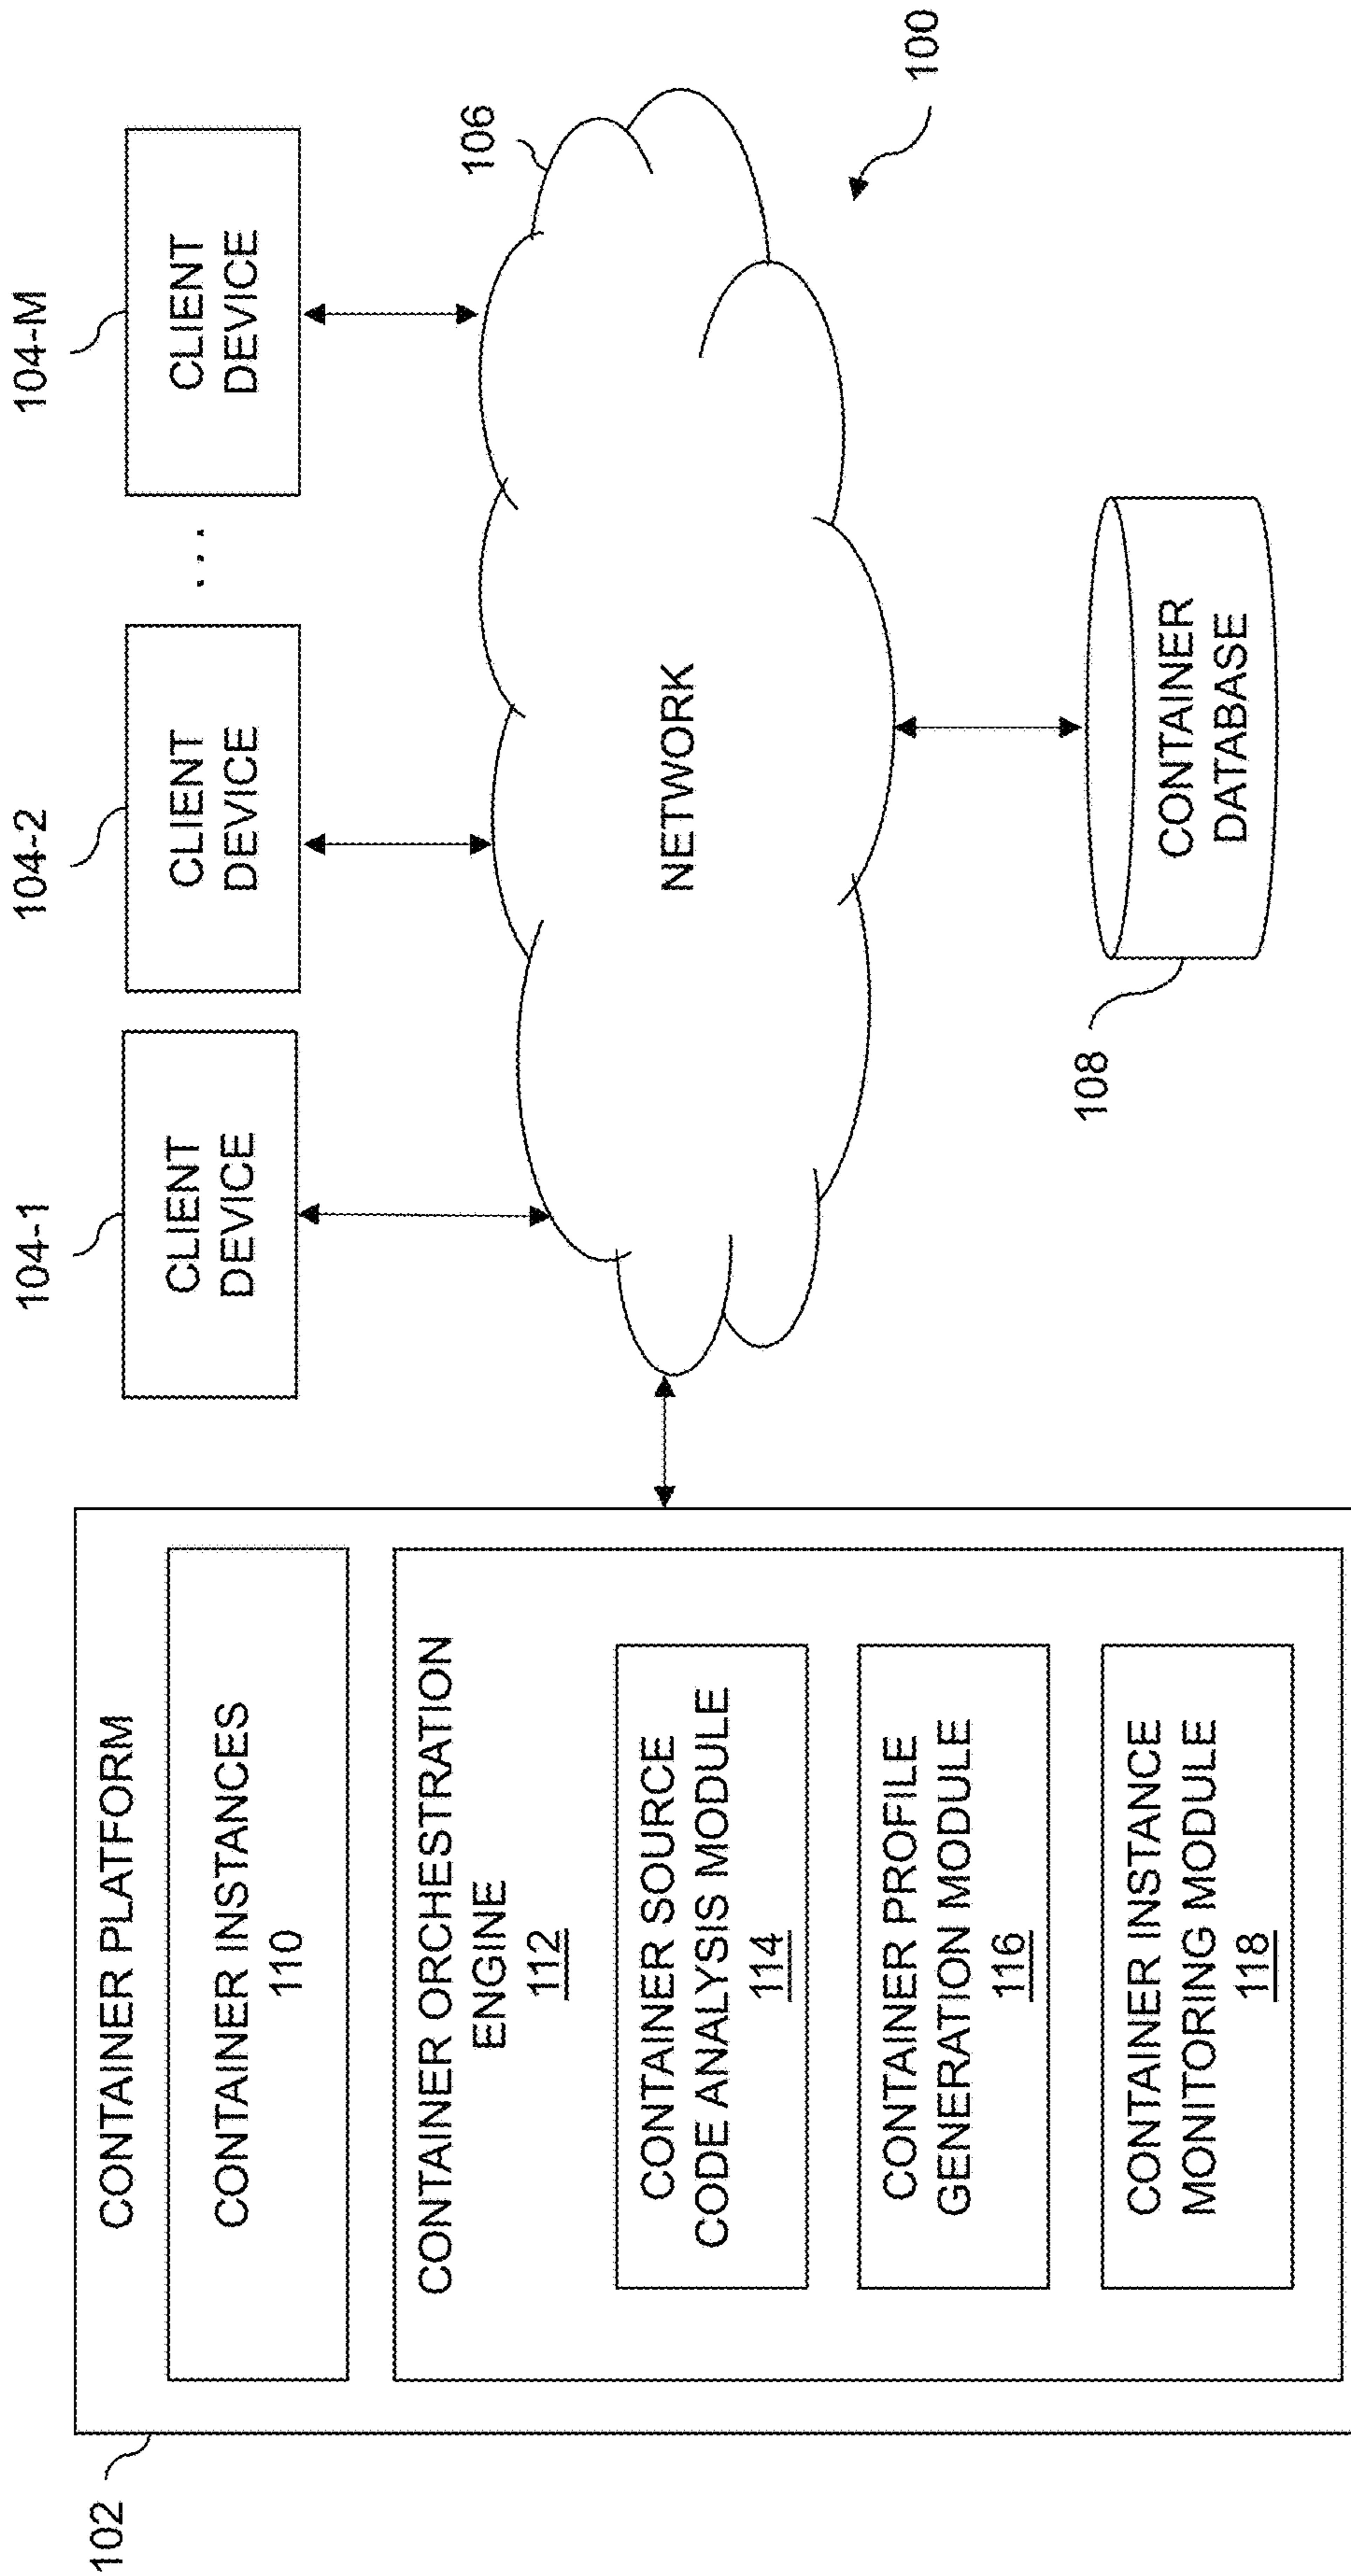 102
CONTAINER PLATFORM
CONTAINER INSTANCES
110
CONTAINER ORCHESTRATION
ENGINE
112
CONTAINER SOURCE
CODE ANALYSIS MODULE
114
CONTAINER PROFILE
GENERATION MODULE
116
CONTAINER INSTANCE
MONITORING MODULE
118
104-1
CLIENT
DEVICE
104-2
CLIENT
DEVICE
...
104-M
CLIENT
DEVICE
106
NETWORK
108
CONTAINER
DATABASE
100